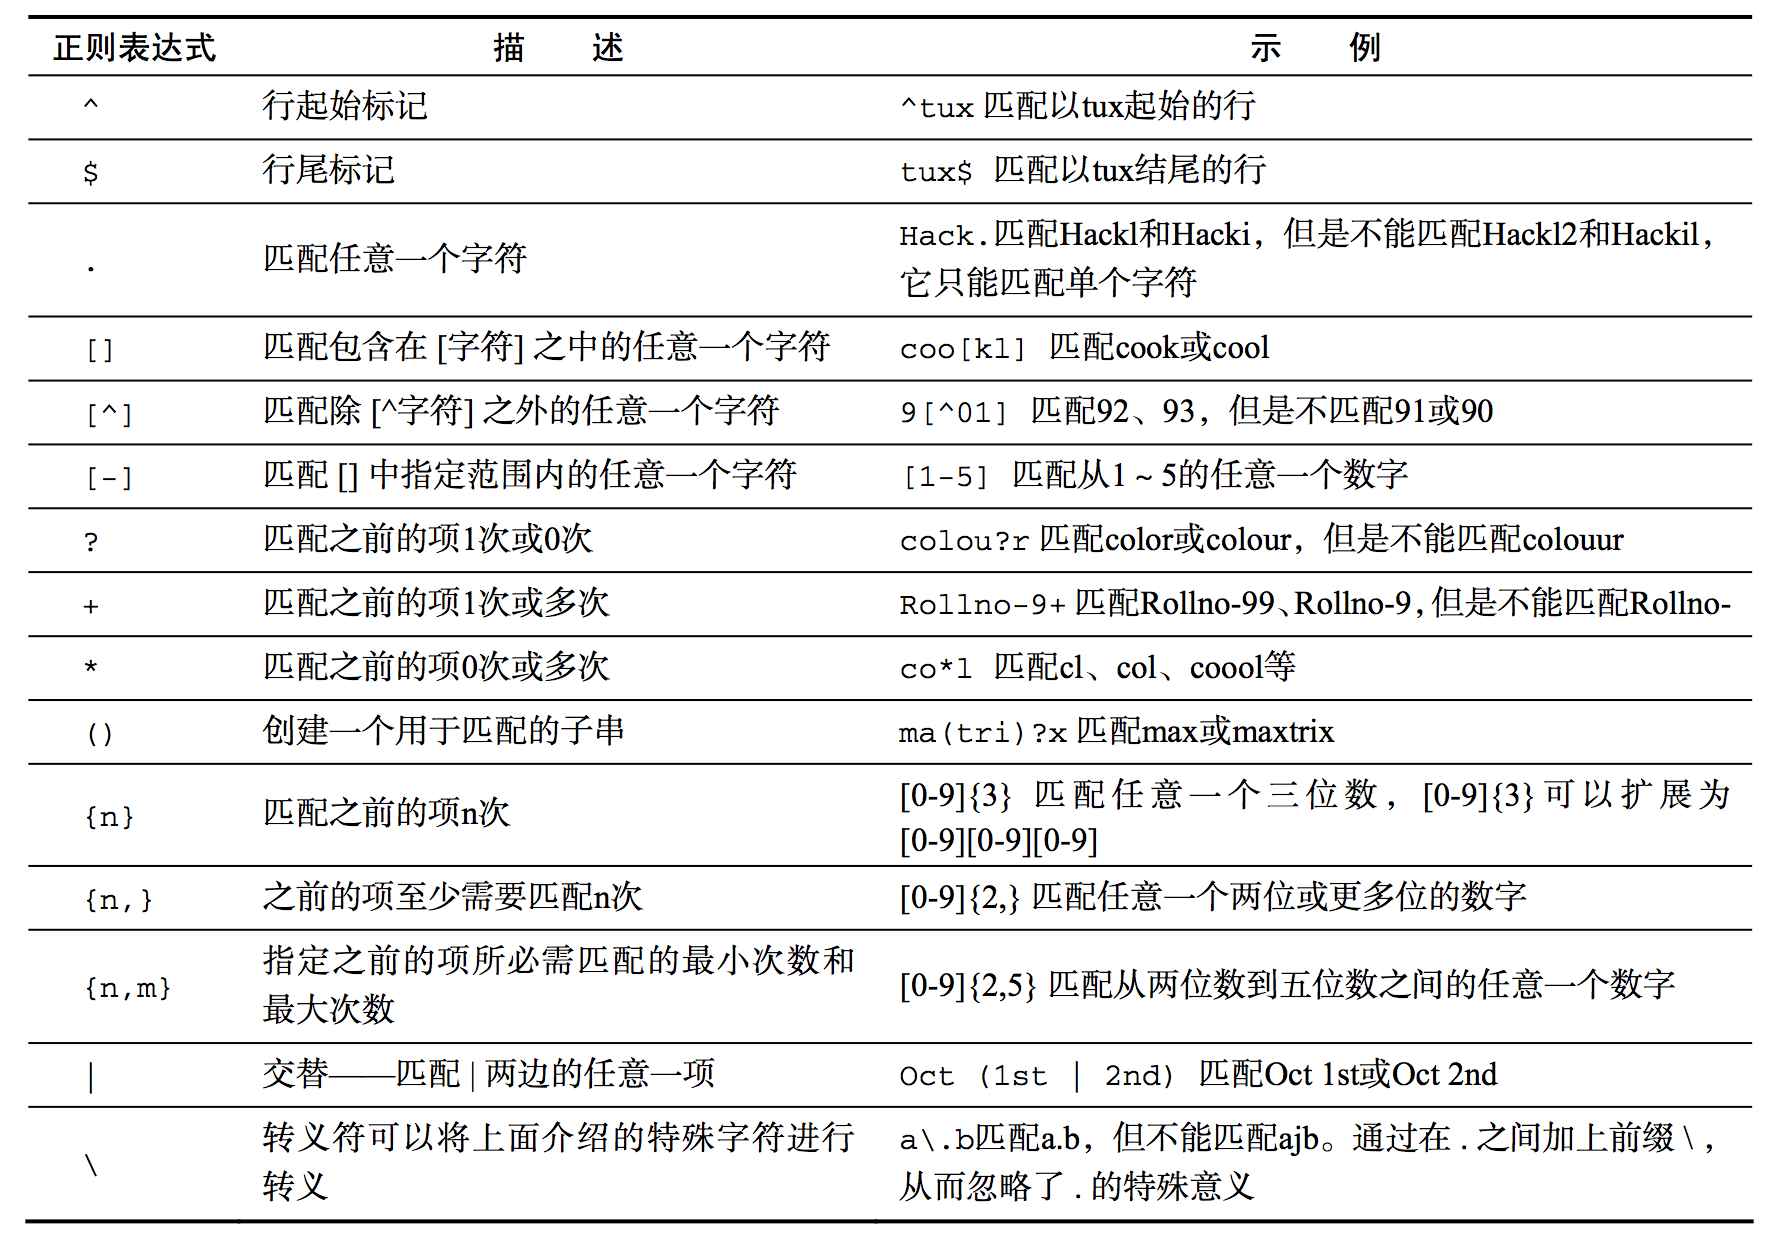 正则表达式 描 述 示 例
^ 行起始标记 ^tux 匹配以tux起始的行
$ 行尾标记 tux$ 匹配以tux结尾的行
. 匹配任意一个字符 Hack.匹配Hackl和Hacki，但是不能匹配Hackl2和Hackil，
它只能匹配单个字符
[] 匹配包含在 [字符] 之中的任意一个字符 coo[kl] 匹配cook或cool
[^] 匹配除 [^字符] 之外的任意一个字符 9[^01] 匹配92、93，但是不匹配91或90
[-] 匹配 [] 中指定范围内的任意一个字符 [1-5] 匹配从1～5的任意一个数字
? 匹配之前的项1次或0次 colou?r 匹配color或colour，但是不能匹配colouur
+ 匹配之前的项1次或多次 Rollno-9+ 匹配Rollno-99、Rollno-9，但是不能匹配Rollno-
* 匹配之前的项0次或多次 co*l 匹配cl、col、coool等
() 创建一个用于匹配的子串 ma(tri)?x 匹配max或maxtrix
{n} 匹配之前的项n次 [0-9]{3} 匹配任意一个三位数，[0-9]{3}可以扩展为
[0-9][0-9][0-9]
{n,} 之前的项至少需要匹配n次 [0-9]{2,} 匹配任意一个两位或更多位的数字
{n,m} 指定之前的项所必需匹配的最小次数和
最大次数 [0-9]{2,5} 匹配从两位数到五位数之间的任意一个数字
| 交替——匹配 | 两边的任意一项 Oct (1st | 2nd) 匹配Oct 1st或Oct 2nd
\ 转义符可以将上面介绍的特殊字符进行
转义 a\.b匹配a.b，但不能匹配ajb。通过在 . 之间加上前缀 \，
从而忽略了 . 的特殊意义